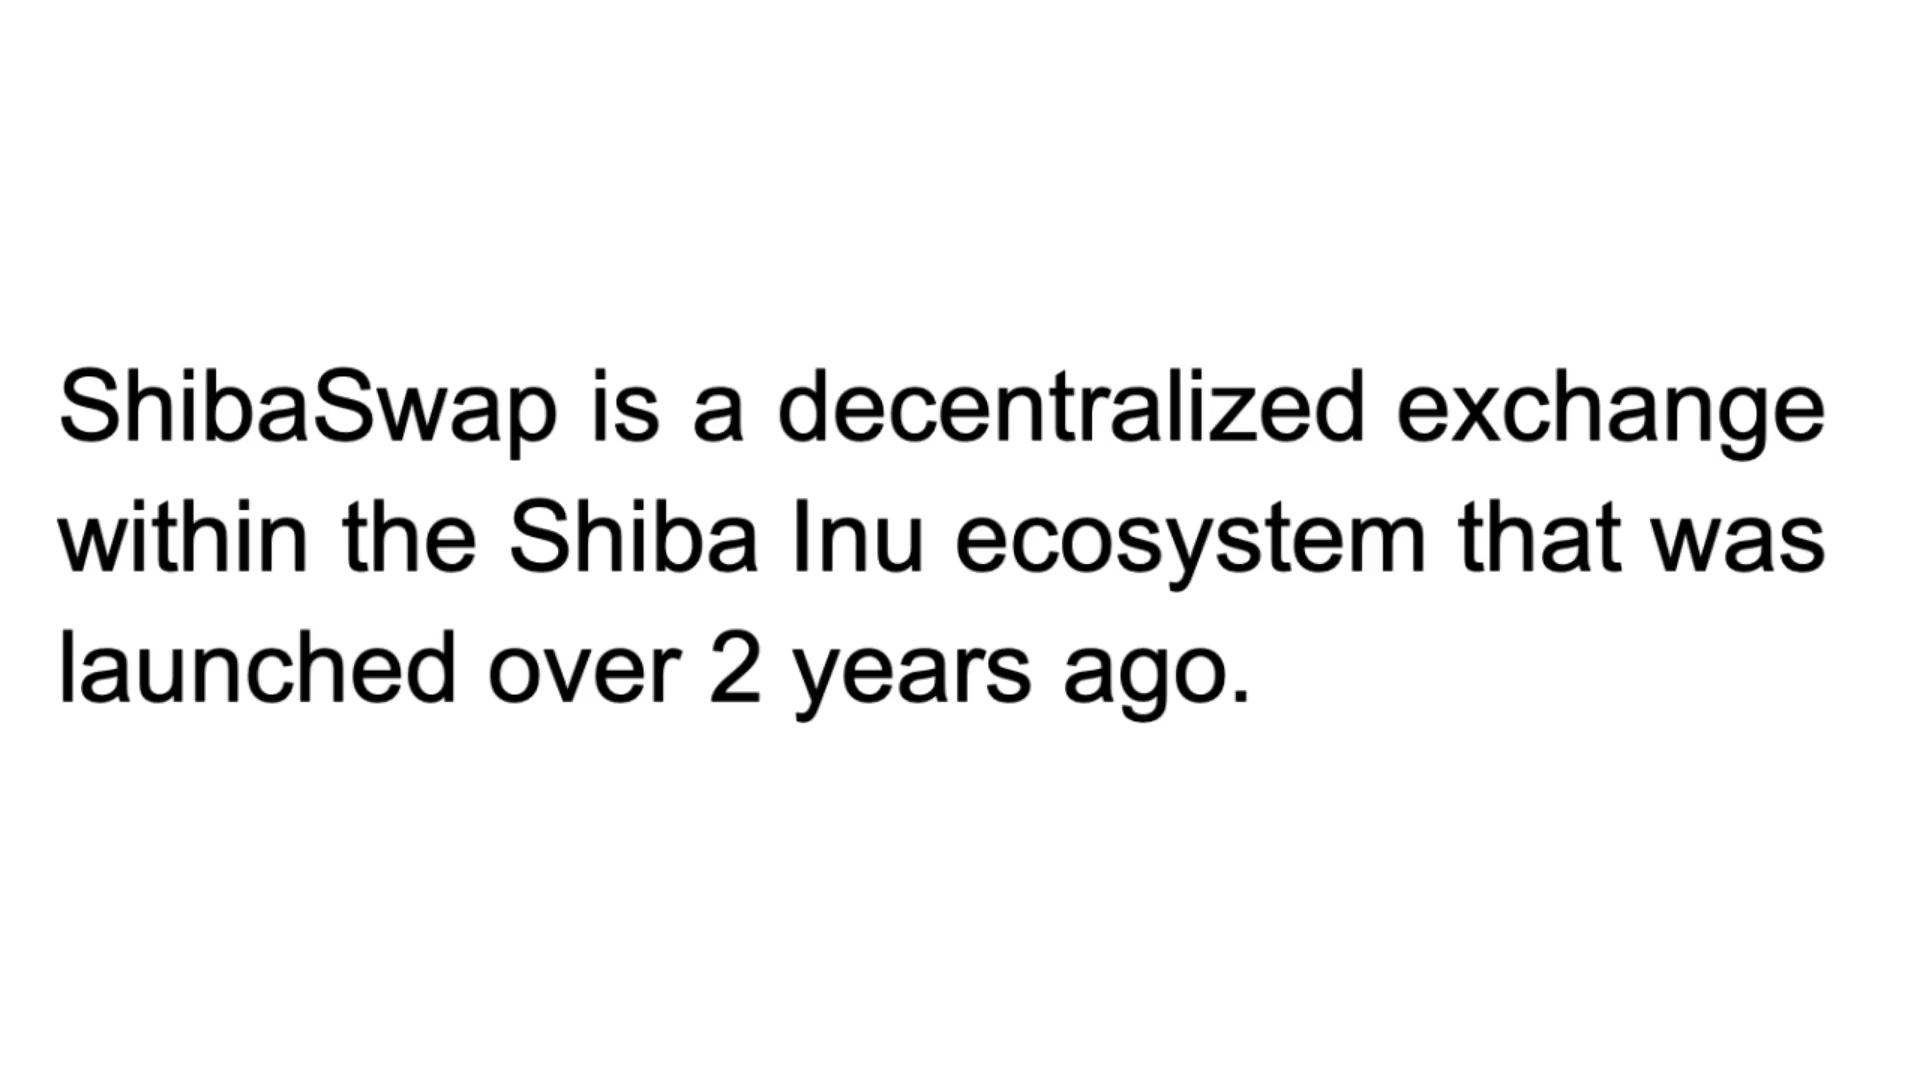 ShibaSwap is a decentralized exchange
within the Shiba Inu ecosystem that was
launched over 2 years ago.